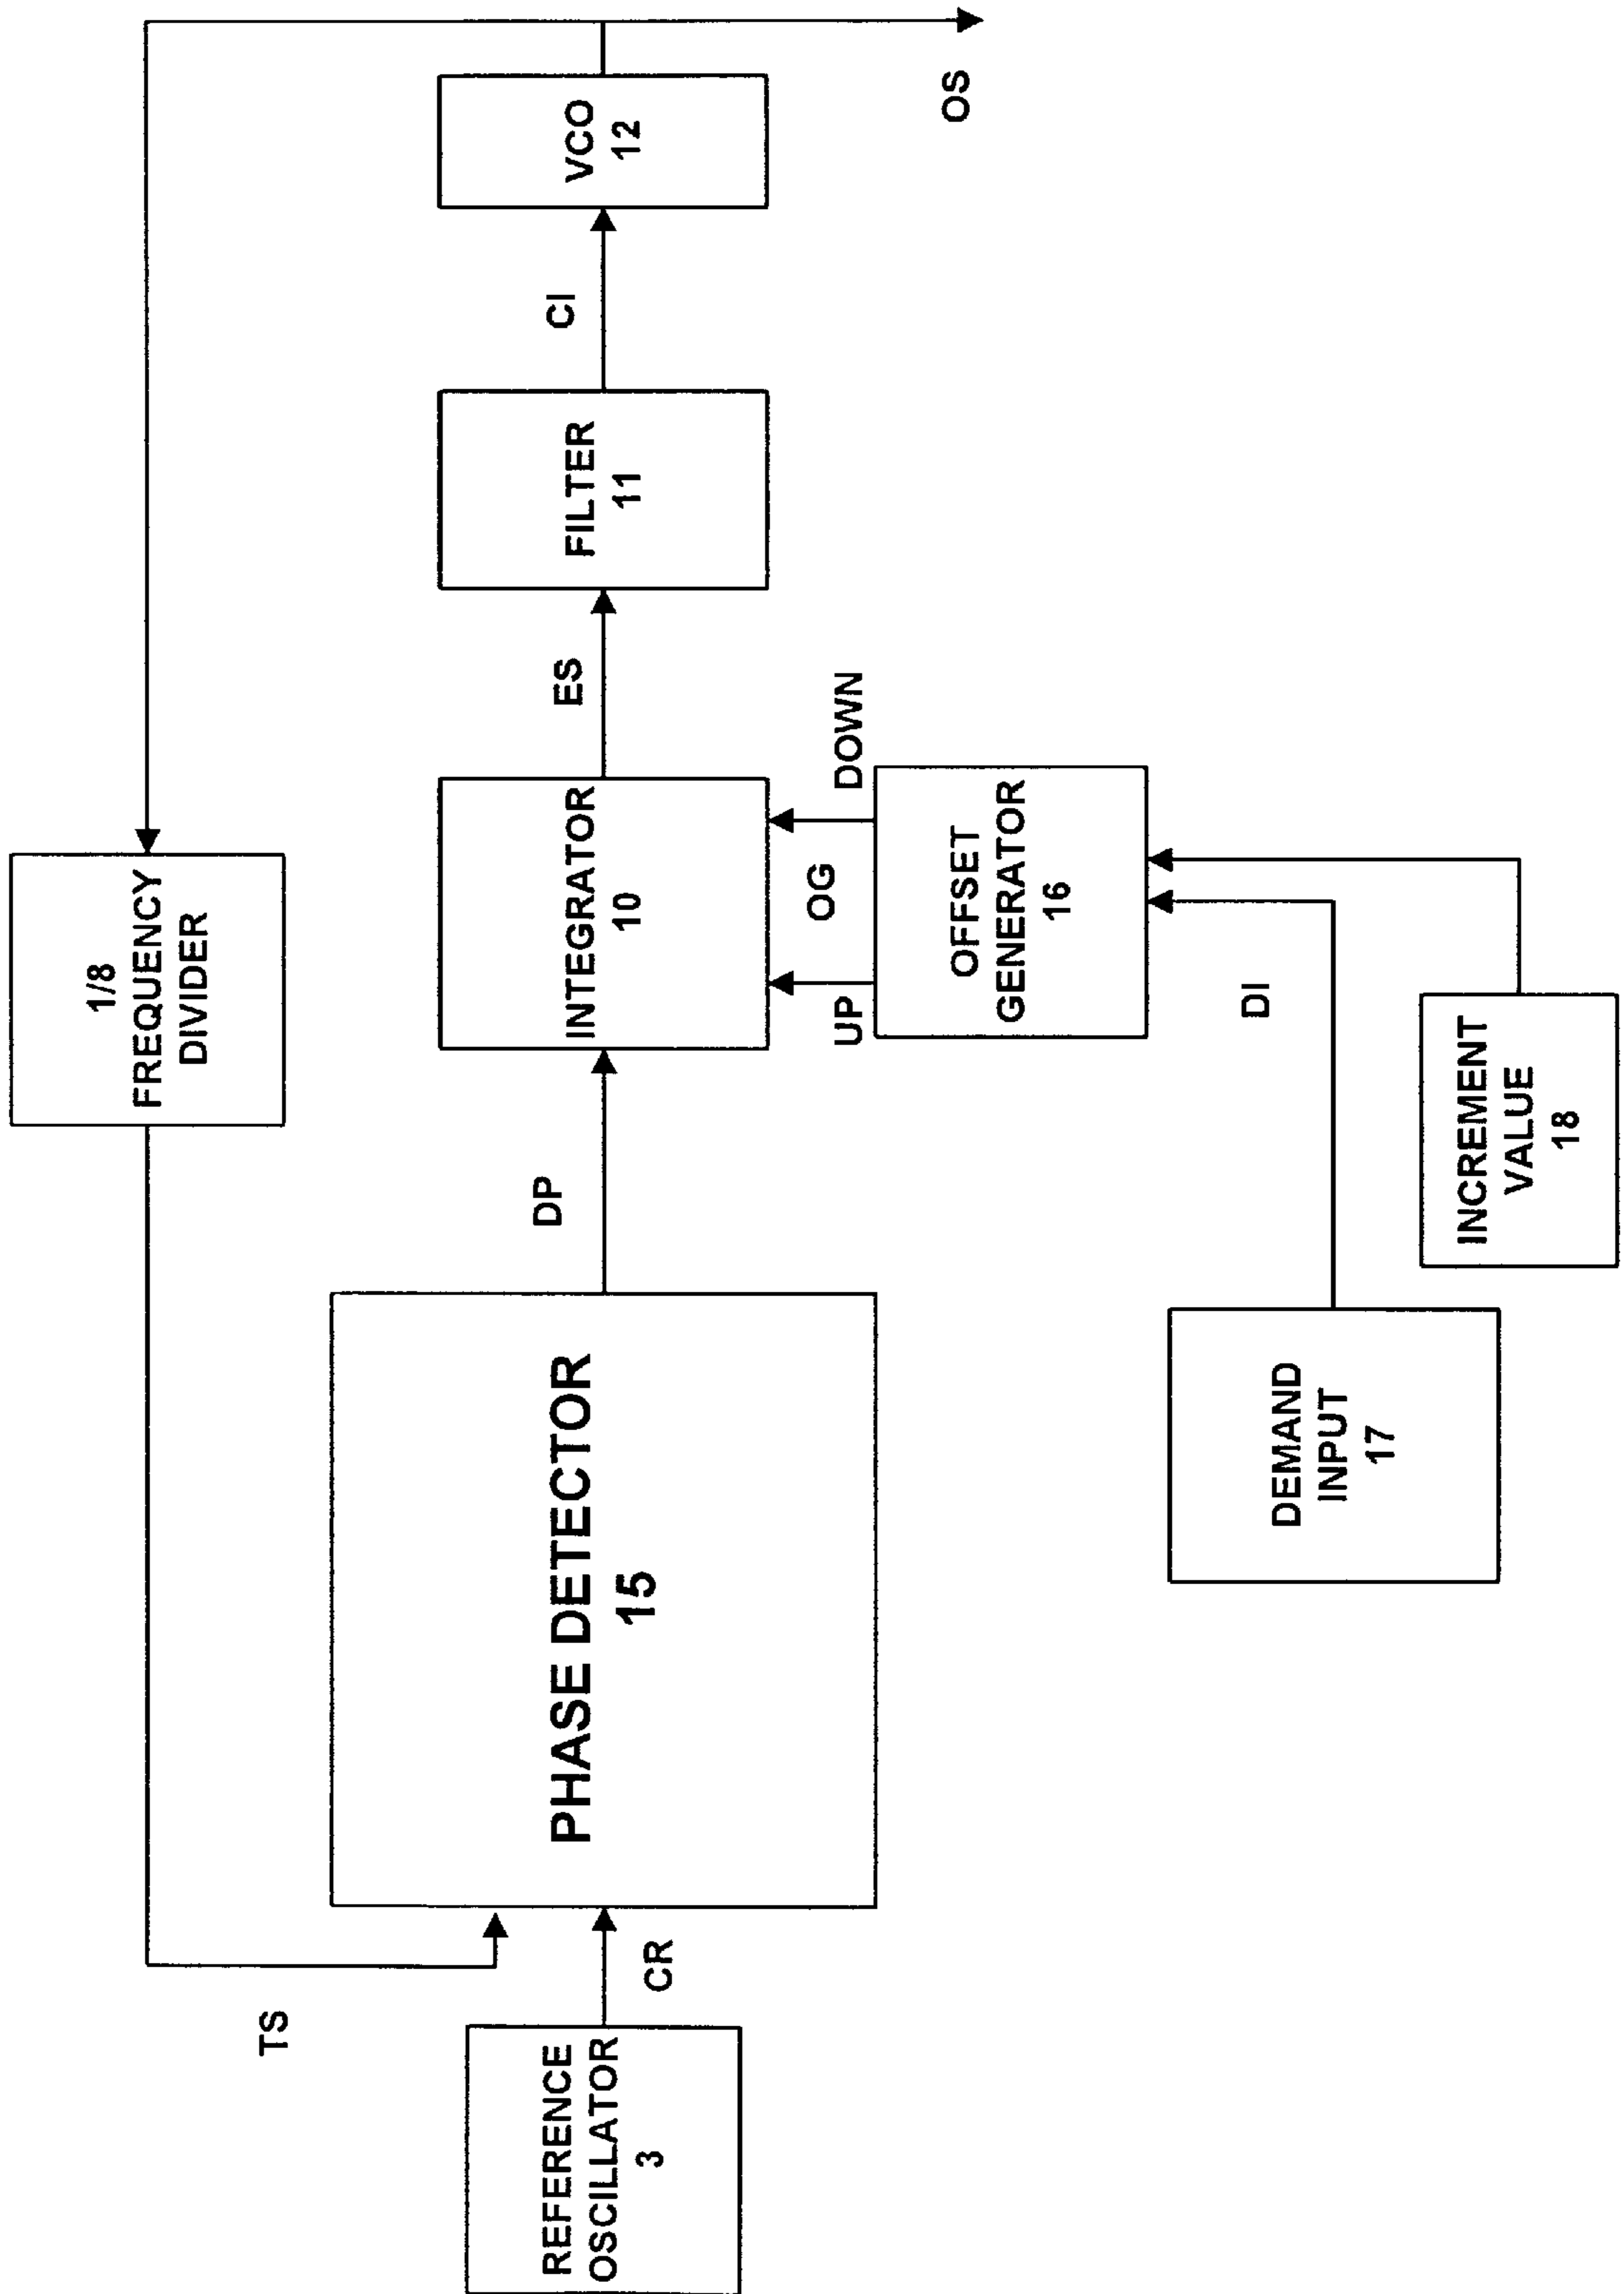 1/8
FREQUENCY
DIVIDER
TS
REFERENCE
OSCILLATOR
3
CR
PHASE DETECTOR
15
DP
INTEGRATOR
10
ES
FILTER
11
CI
VCO
12
OS
UP
OG
DOWN
OFFSET
GENERATOR
16
DI
DEMAND
INPUT
17
INCREMENT
VALUE
18